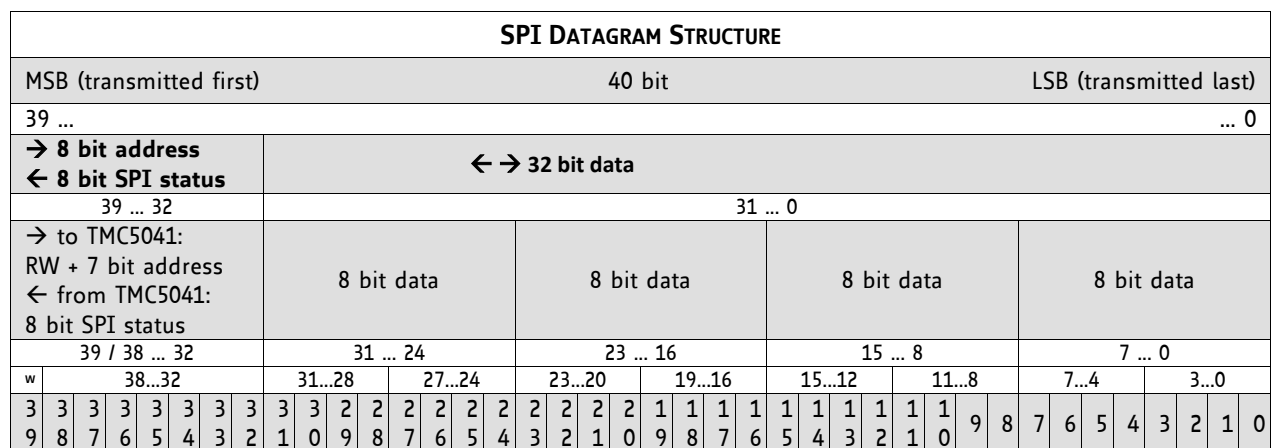 SPI DATAGRAM STRUCTURE
MSB (transmitted first) 40 bit LSB (transmitted last)
39 ... ... 0
→ 8 bit address
← 8 bit SPI status
← → 32 bit data
39 ... 32 31 ... 0
→ to TMC5041:
RW + 7 bit address
← from TMC5041:
8 bit SPI status
8 bit data 8 bit data 8 bit data 8 bit data
39 / 38 ... 32 31 ... 24 23 ... 16 15 ... 8 7 ... 0
W 38...32 31...28 27...24 23...20 19...16 15...12 11...8 7...4 3...0
39 38 37 36 35 34 33 32 31 30 29 28 27 26 25 24 23 22 21 20 19 18 17 16 15 14 13 12 11 10 9 8 7 6 5 4 3 2 1 0